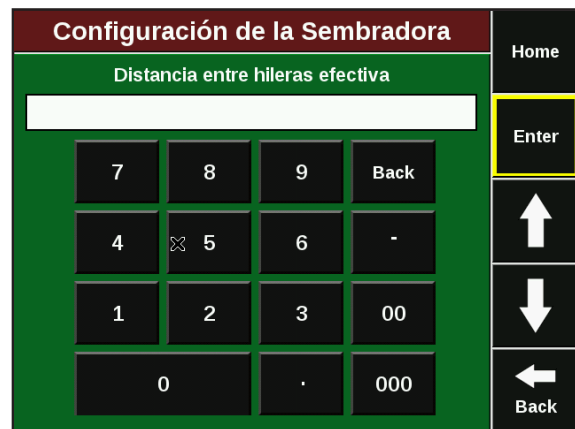 Configuración de la Sembradora
Distancia entre hileras efectiva
7 8 9 Back
4 5 6 -
1 2 3 00
0 . 000
Home
Enter
Back